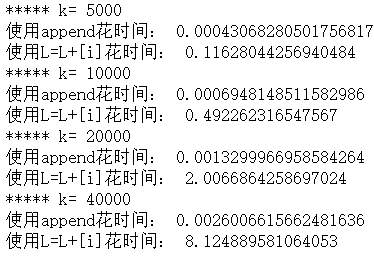 ***** k= 5000
使用append花时间： 0.00043068280501756817
使用L=L+[i]花时间： 0.11628044256940484
***** k= 10000
使用append花时间： 0.0006948148511582986
使用L=L+[i]花时间： 0.492262316547567
***** k= 20000
使用append花时间： 0.0013299966958584264
使用L=L+[i]花时间： 2.0066864258697024
***** k= 40000
使用append花时间： 0.0026006615662481636
使用L=L+[i]花时间： 8.124889581064053